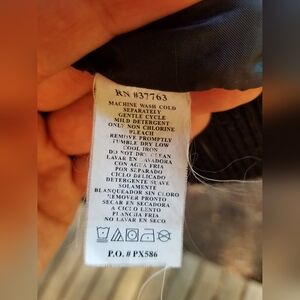 RN #37763
MACHINE WASH COLD
SEPARATELY
GENTLE CYCLE
MILD DETERGENT
ONLY NON CHLORINE
BLEACH
REMOVE PROMPTLY
TUMBLE DRY LOW
COOL IRON
DO NOT DRY CLEAN
LAVAR EN LAVADORA
CON AGUA FRIA
POR SEPARADO
CICLO DELICADO
DETERGENTE SUAVE
SOLAMENTE
BLANQUEADOR SIN CLORO
REMOVER PRONTO
SECAR EN SECADORA
A CICLO LENTO
PLANCHA FRIA
NO LAVAR EN SECO
P.O. # PX586